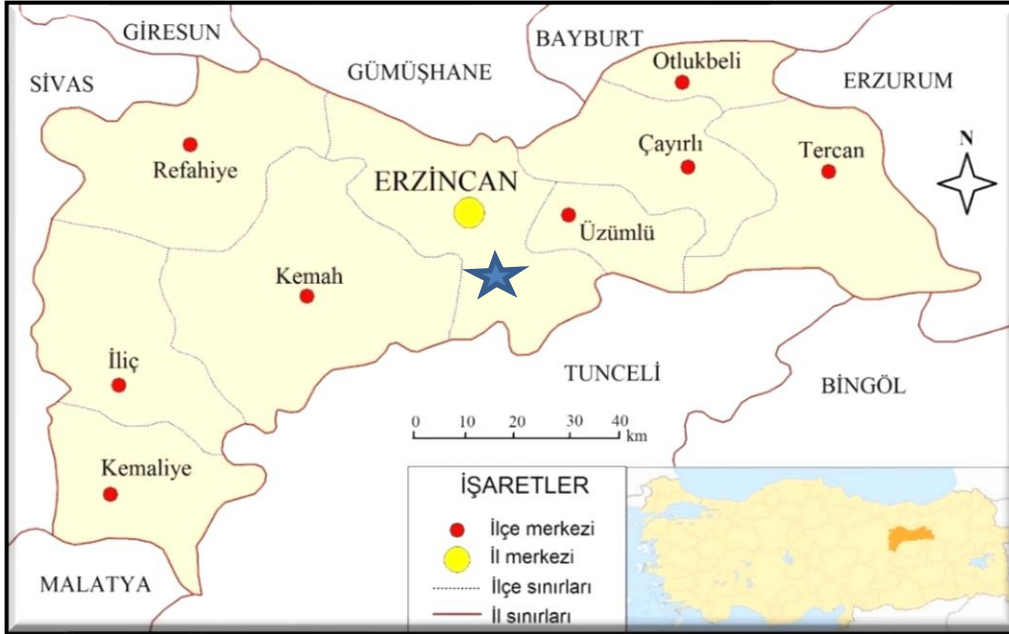 GİRESUN
BAYBURT
SİVAS
GÜMÜŞHANE
Otlukbeli
ERZURUM
Refahiye
Çayırlı
Tercan
N
ERZİNCAN
Üzümlü
Kemah
İliç
TUNCELİ
BİNGÖL
0 10 20 30 40
km
Kemaliye
MALATYA
İŞARETLER
İlçe merkezi
İl merkezi
İlçe sınırları
İl sınırları